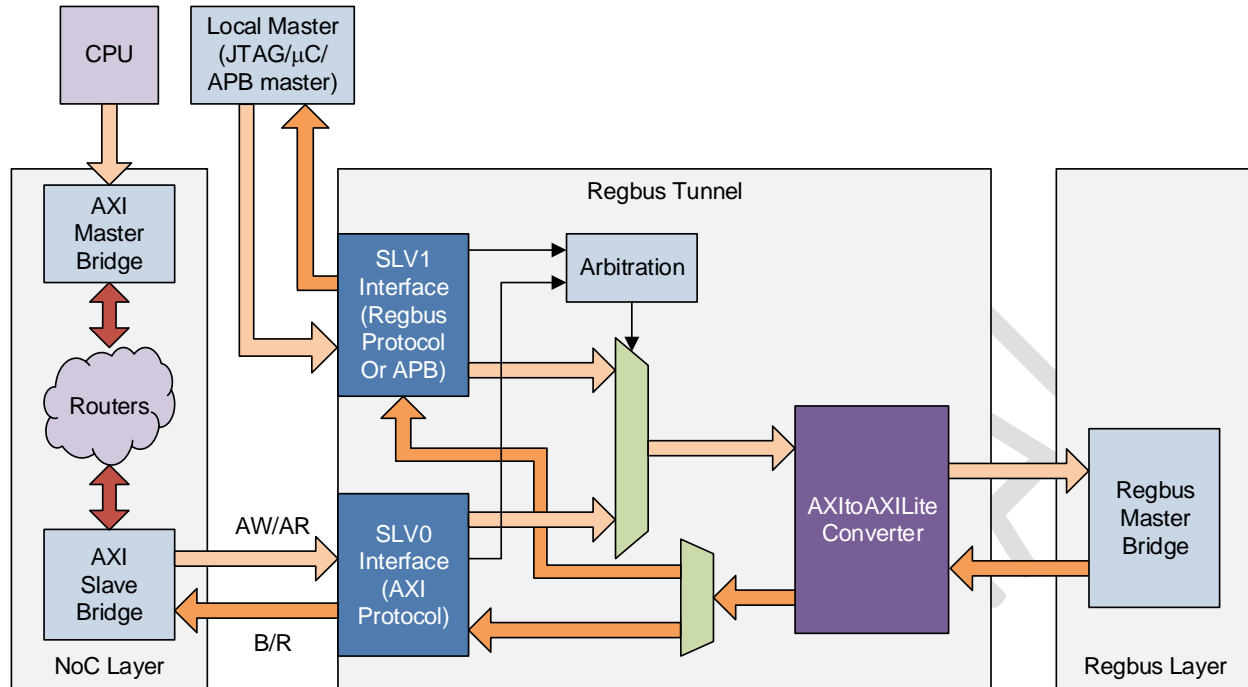 CPU
Local Master
(JTAG/μC/
APB master)
AXI
Master
Bridge
Routers
AXI
Slave
Bridge
NoC Layer
AW/AR
B/R
Regbus Tunnel
SLV1
Interface
(Regbus
Protocol
Or APB)
Arbitration
SLV0
Interface
(AXI
Protocol)
AXItoAXILite
Converter
Regbus
Master
Bridge
Regbus Layer